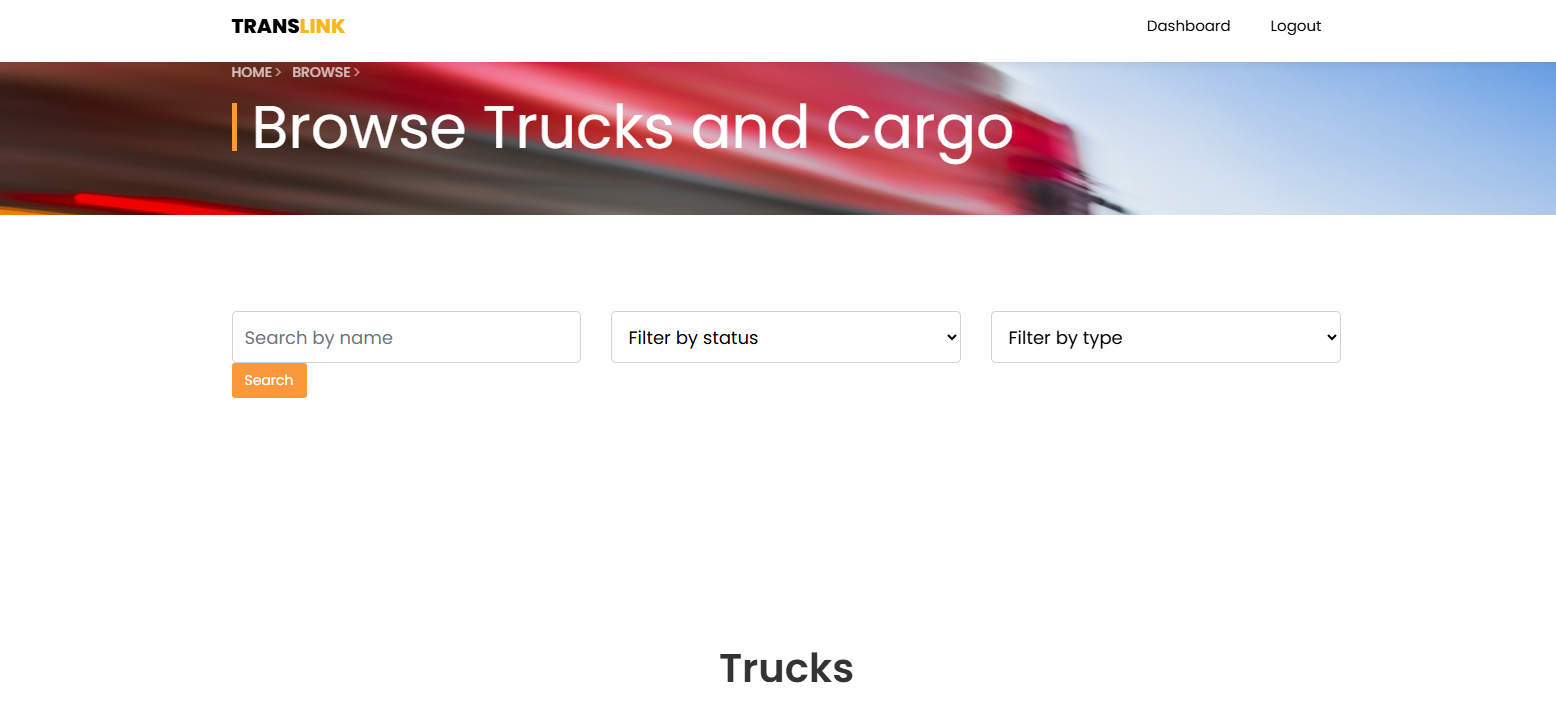 TRANSLINK Dashboard Logout
HOME > BROWSE >
Browse Trucks and Cargo
Search by name Filter by status Filter by type
Search
Trucks